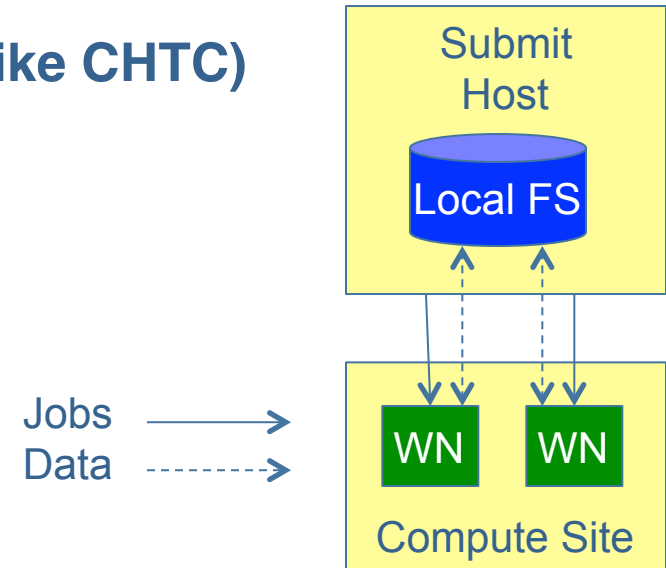 ike CHTC)
Submit
Host
Local FS
Jobs
Data
WN
WN
Compute Site